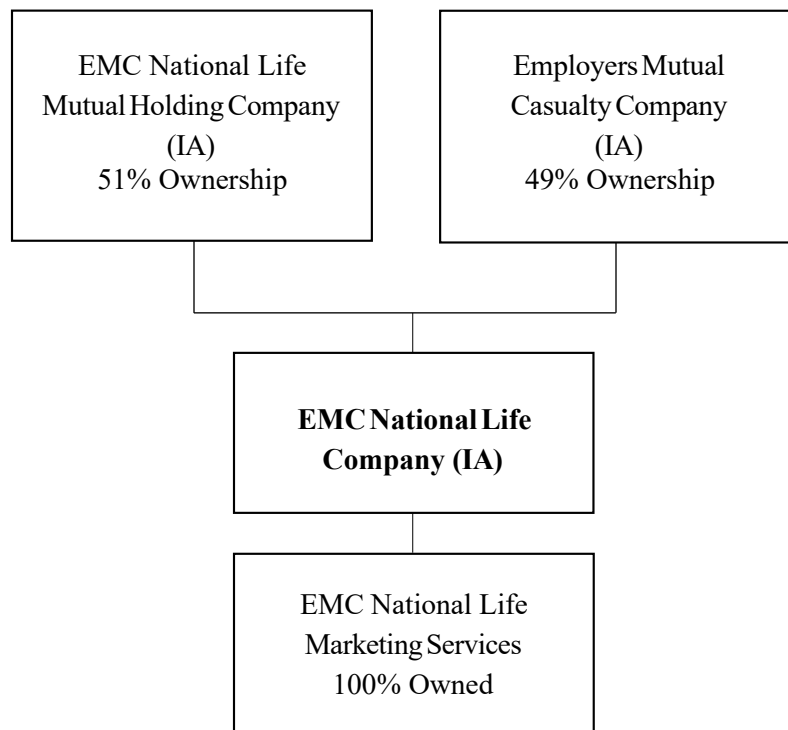 EMC National Life
Mutual Holding Company
(IA)
51% Ownership
Employers Mutual
Casualty Company
(IA)
49% Ownership
EMC National Life
Company (IA)
EMC National Life
Marketing Services
100% Owned